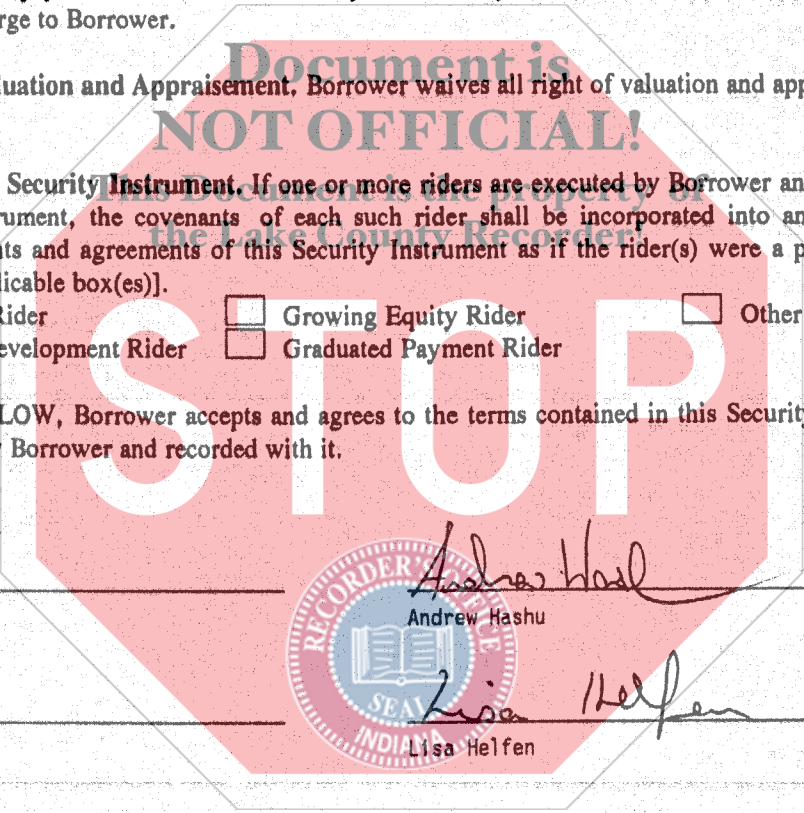 rge to Borrower.
Document is
luation and Appraisement. Borrower waives all right of valuation and app
NOT OFFICIAL!
Security Instrument. If one or more riders are executed by Borrower an
This Document is the property of
rument, the covenants of each such rider shall be incorporated into an
the Lake County Recorder!
nts and agreements of this Security Instrument as if the rider(s) were a p
licable box(es)].
Rider Growing Equity Rider Other
evelopment Rider Graduated Payment Rider
LOW, Borrower accepts and agrees to the terms contained in this Security
Borrower and recorded with it.
STOP
Andrew Hashu
RECORDER'S OFFICE
SEAL
INDIANA
Lisa Helfen
Lisa Helfen